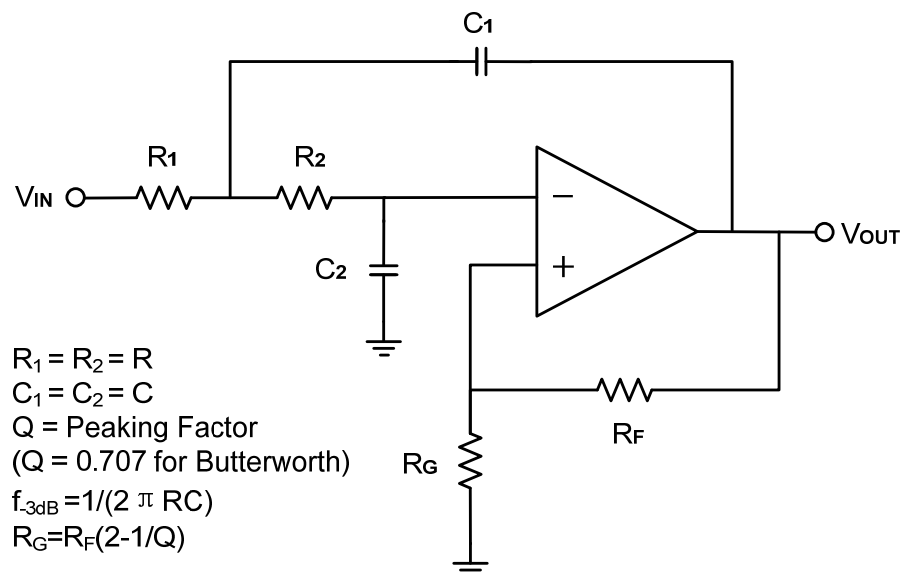 C1
R1
R2
VIN
−
VOUT
+
C2
R1 = R2 = R
C1 = C2 = C
Q = Peaking Factor
(Q = 0.707 for Butterworth)
f-3dB =1/(2 π RC)
RG=RF(2-1/Q)
RF
RG